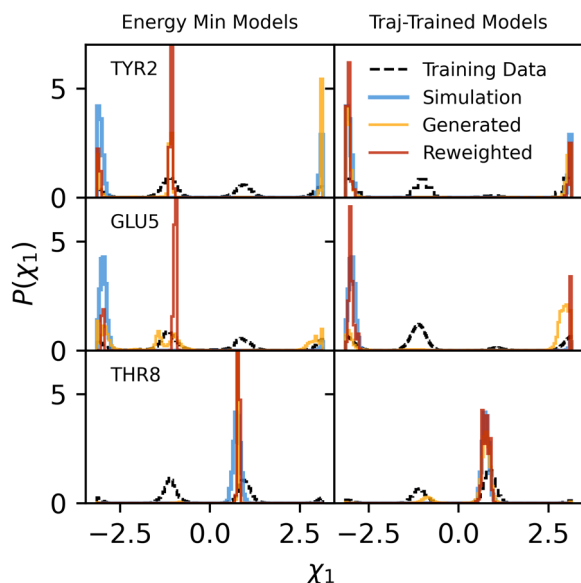 Energy Min Models Traj-Trained Models
TYR2
Training Data
Simulation
Generated
Reweighted
5
0
GLU5
5
0
THR8
5
0
P(χ₁)
−2.5 0.0 2.5 −2.5 0.0 2.5
χ₁